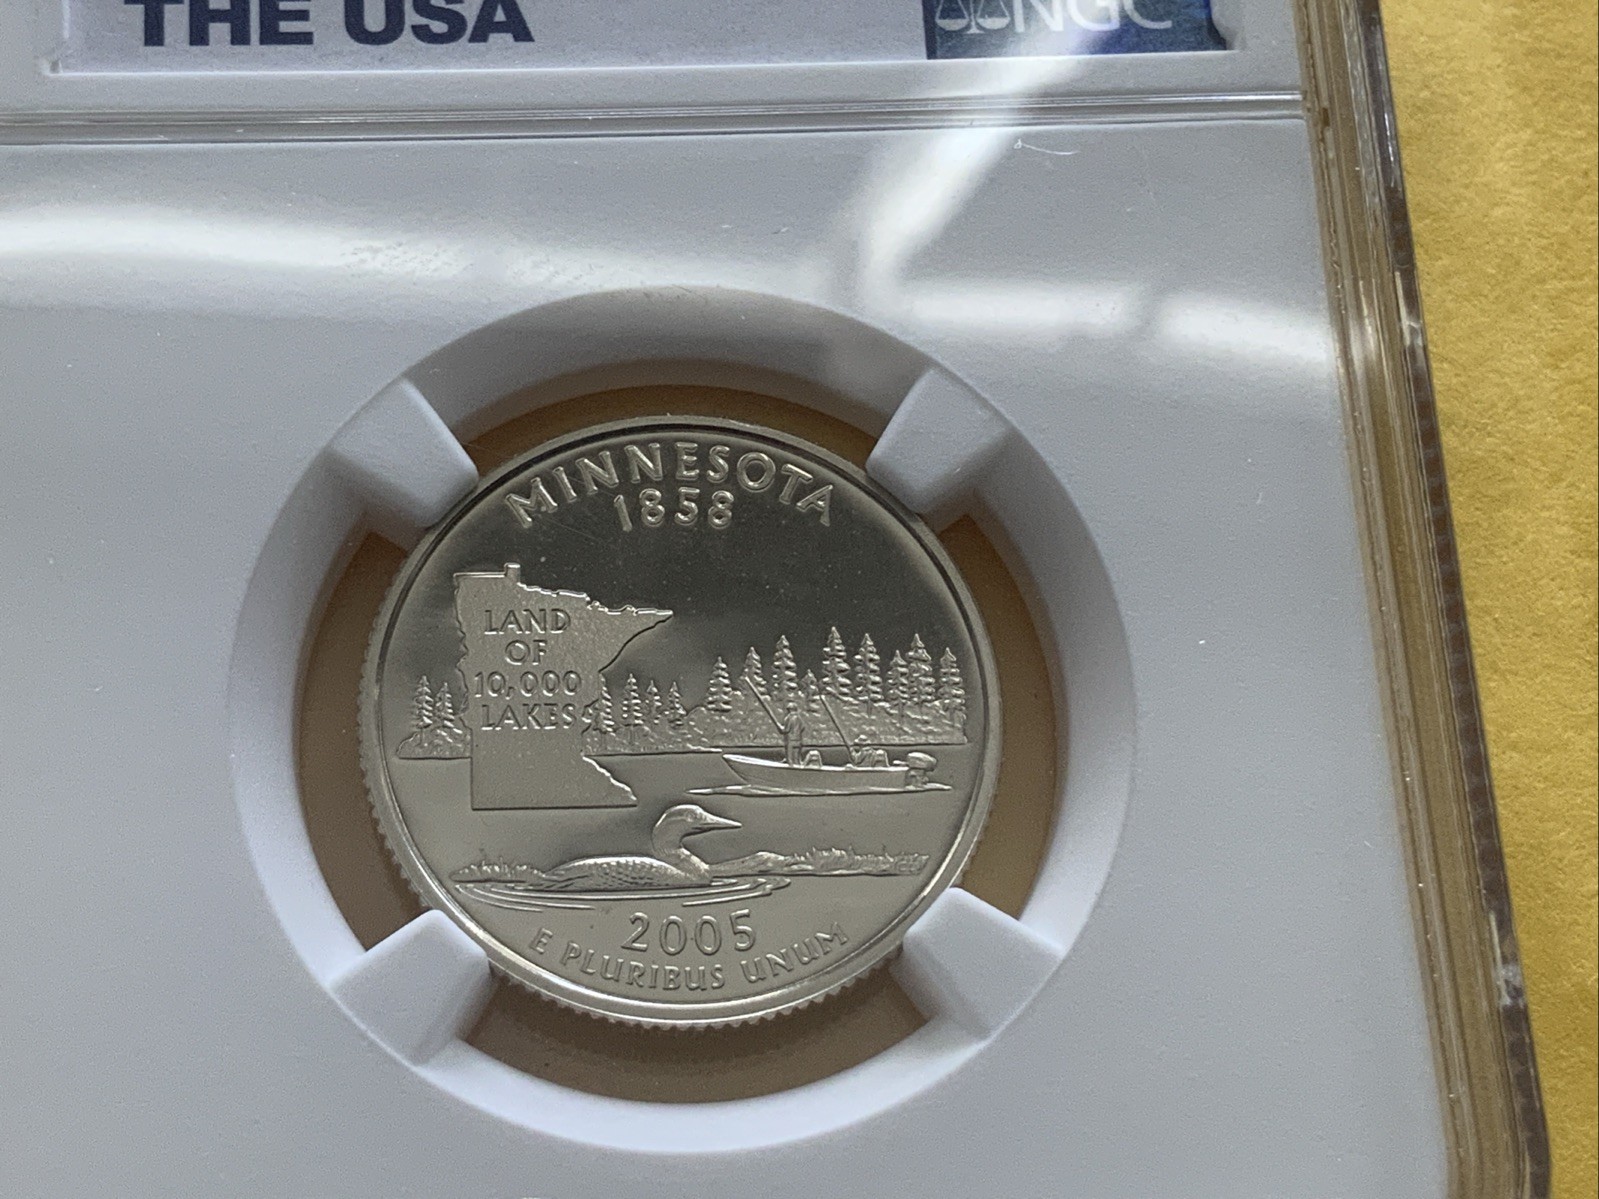 THE USA
NGC
MINNESOTA
1858
LAND
OF
10,000
LAKES
2005
E PLURIBUS UNUM